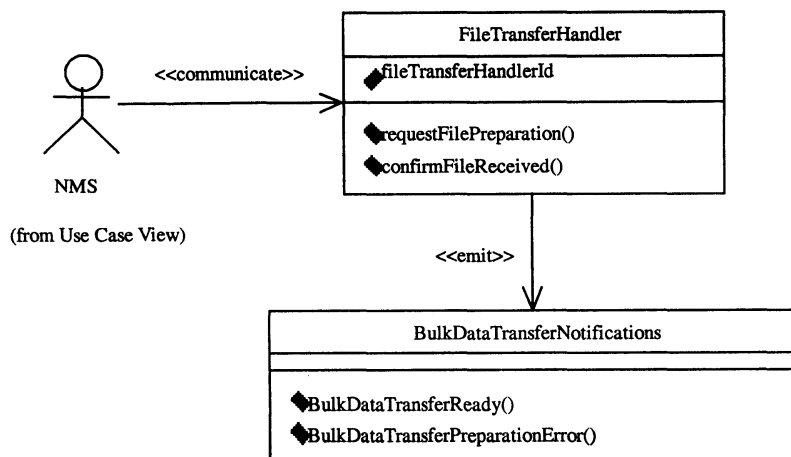 FileTransferHandler
<<communicate>>
fileTransferHandlerId
requestFilePreparation()
confirmFileReceived()
NMS
(from Use Case View)
<<emit>>
BulkDataTransferNotifications
BulkDataTransferReady()
BulkDataTransferPreparationError()